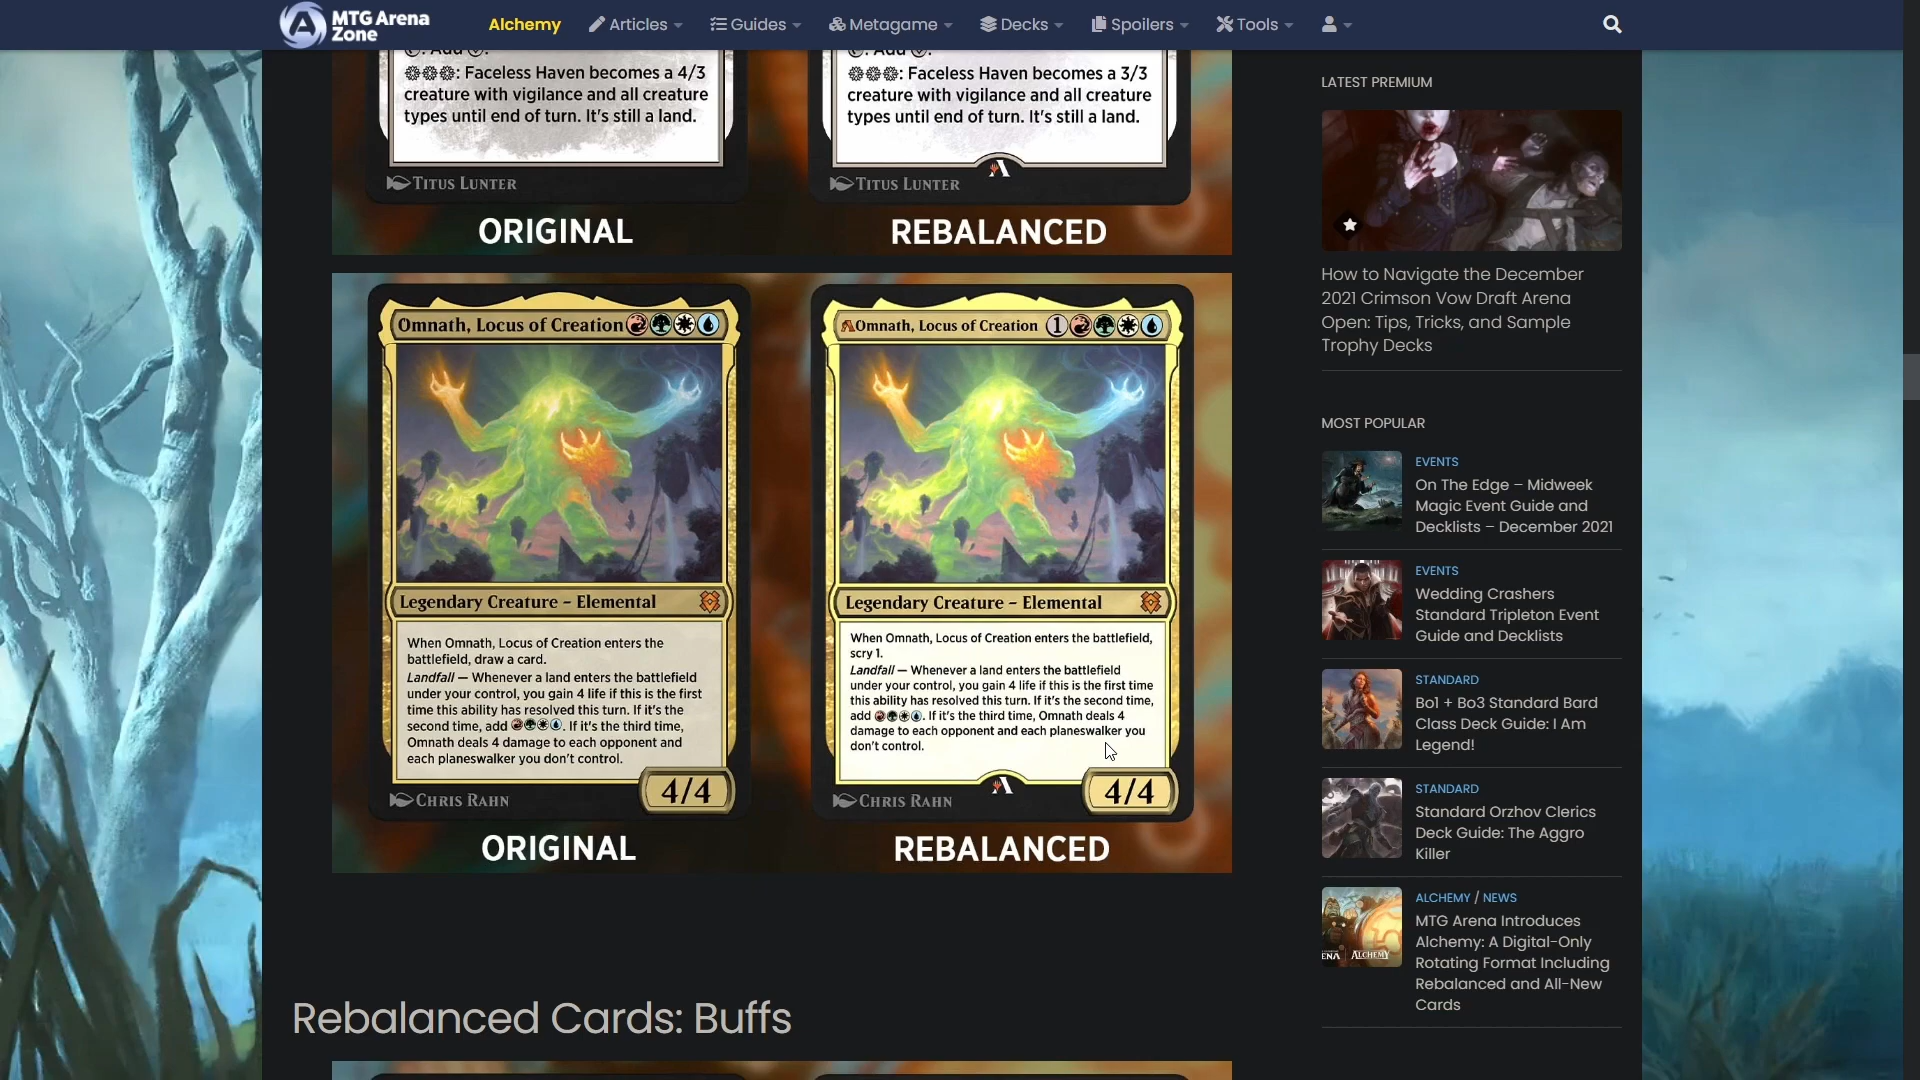 MTG Arena
Zone
Alchemy
Articles
Guides
Metagame
Decks
Spoilers
Tools
: Faceless Haven becomes a 4/3
creature with vigilance and all creature
types until end of turn. It's still a land.
Titus Lunter
ORIGINAL
: Faceless Haven becomes a 3/3
creature with vigilance and all creature
types until end of turn. It's still a land.
Titus Lunter
REBALANCED
Omnath, Locus of Creation
Legendary Creature – Elemental
When Omnath, Locus of Creation enters the
battlefield, draw a card.
Landfall — Whenever a land enters the battlefield
under your control, you gain 4 life if this is the first
time this ability has resolved this turn. If it's the
second time, add . If it's the third time,
Omnath deals 4 damage to each opponent and
each planeswalker you don't control.
4/4
Chris Rahn
ORIGINAL
Omnath, Locus of Creation 1
Legendary Creature – Elemental
When Omnath, Locus of Creation enters the battlefield,
scry 1.
Landfall — Whenever a land enters the battlefield
under your control, you gain 4 life if this is the first time
this ability has resolved this turn. If it's the second time,
add . If it's the third time, Omnath deals 4
damage to each opponent and each planeswalker you
don't control.
4/4
Chris Rahn
REBALANCED
Rebalanced Cards: Buffs
LATEST PREMIUM
How to Navigate the December
2021 Crimson Vow Draft Arena
Open: Tips, Tricks, and Sample
Trophy Decks
MOST POPULAR
EVENTS
On The Edge – Midweek
Magic Event Guide and
Decklists – December 2021
EVENTS
Wedding Crashers
Standard Tripleton Event
Guide and Decklists
STANDARD
Bo1 + Bo3 Standard Bard
Class Deck Guide: I Am
Legend!
STANDARD
Standard Orzhov Clerics
Deck Guide: The Aggro
Killer
ENA ALCHEMY
ALCHEMY / NEWS
MTG Arena Introduces
Alchemy: A Digital-Only
Rotating Format Including
Rebalanced and All-New
Cards